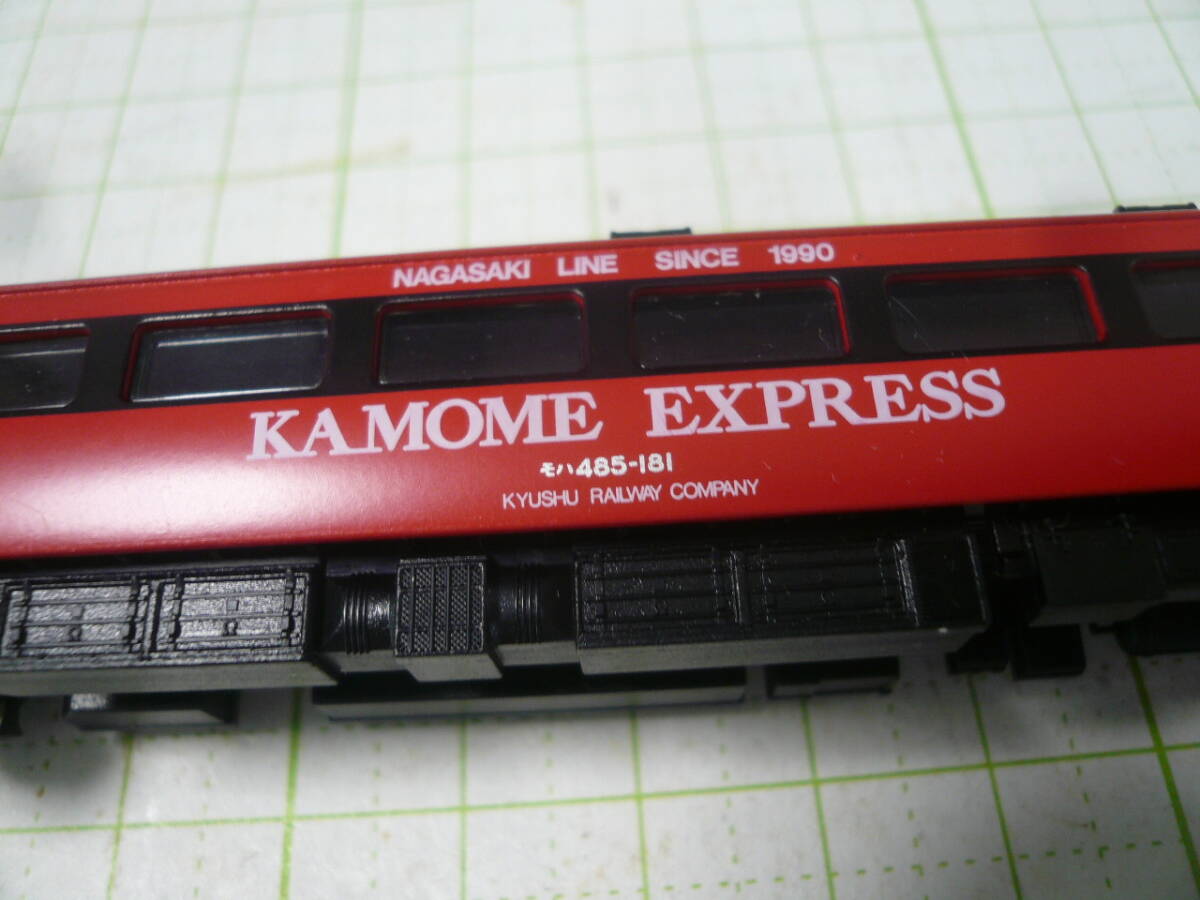 NAGASAKI LINE SINCE 1990
KAMOME EXPRESS
モハ485-181
KYUSHU RAILWAY COMPANY